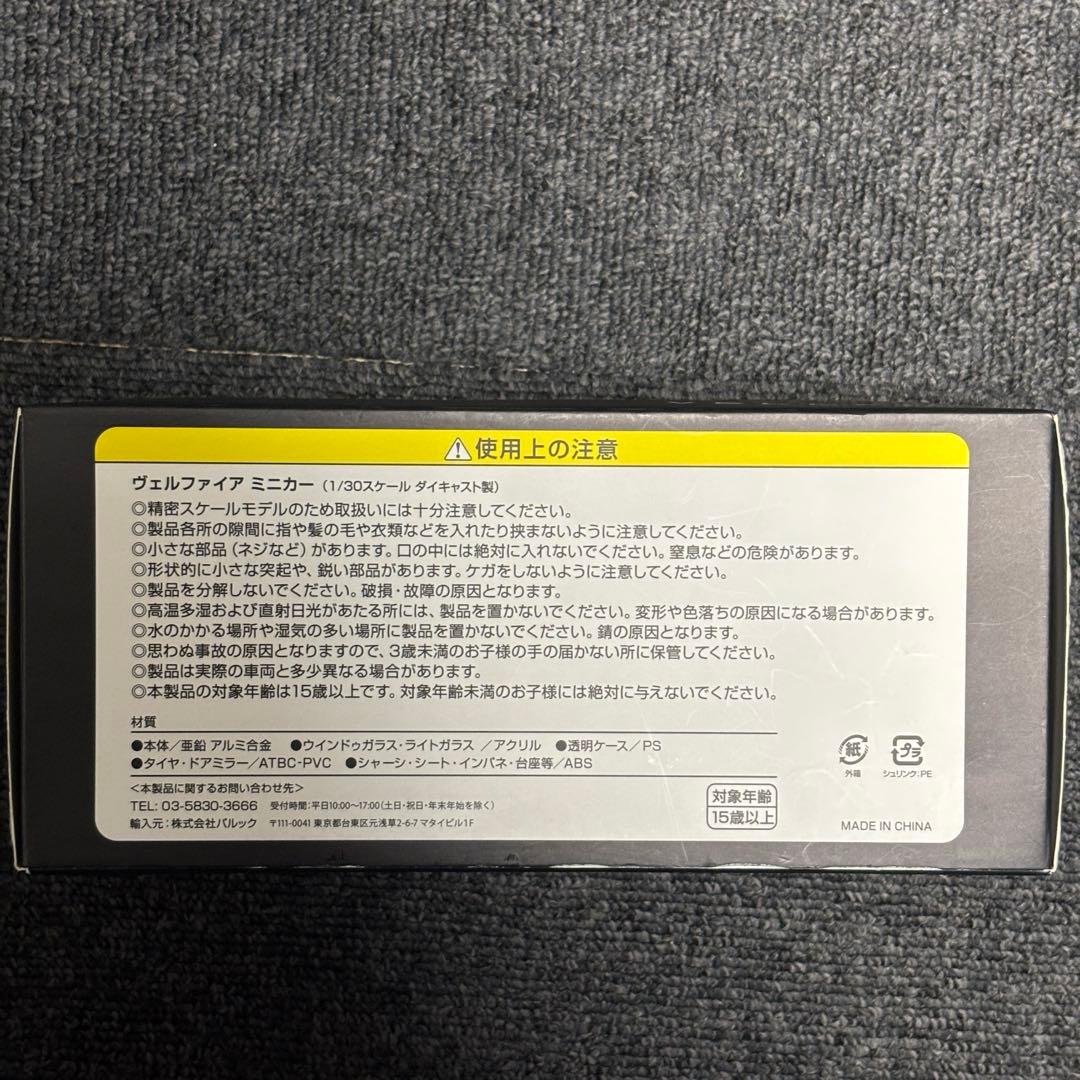 ⚠使用上の注意
ヴェルファイア ミニカー（1/30スケール ダイキャスト製）
◎精密スケールモデルのため取扱いには十分注意してください。
◎製品各所の隙間に指や髪の毛や衣類などを入れたり挟まないように注意してください。
◎小さな部品（ネジなど）があります。口の中には絶対に入れないでください。窒息などの危険があります。
◎形状的に小さな突起や、鋭い部品があります。ケガをしないように注意してください。
◎製品を分解しないでください。破損・故障の原因となります。
◎高温多湿および直射日光があたる所には、製品を置かないでください。変形や色落ちの原因になる場合があります。
◎水のかかる場所や湿気の多い場所に製品を置かないでください。錆の原因となります。
◎思わぬ事故の原因となりますので、3歳未満のお子様の手の届かない所に保管してください。
◎製品は実際の車両と多少異なる場合があります。
◎本製品の対象年齢は15歳以上です。対象年齢未満のお子様には絶対に与えないでください。
材質
●本体／亜鉛 アルミ合金 ●ウインドゥガラス・ライトガラス ／アクリル ●透明ケース／PS
●タイヤ・ドアミラー／ATBC-PVC ●シャーシ・シート・インパネ・台座等／ABS
＜本製品に関するお問い合わせ先＞
TEL: 03-5830-3666 受付時間：平日10:00〜17:00（土日・祝日・年末年始を除く）
輸入元：株式会社バルック 〒111-0041 東京都台東区元浅草2-6-7 マタイビル1F
対象年齢
15歳以上
紙
外箱
プラ
シュリンク：PE
MADE IN CHINA